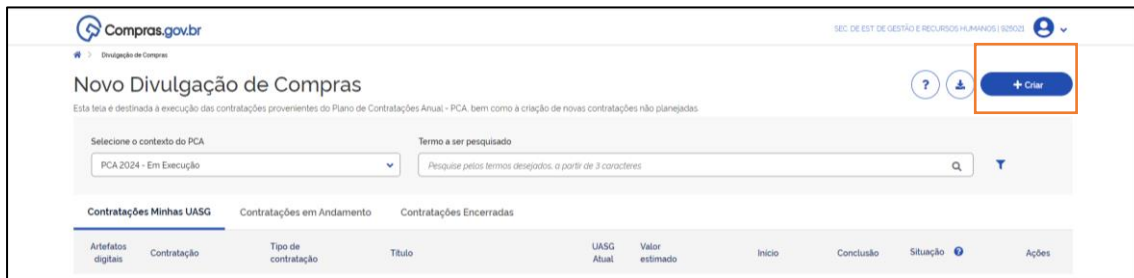 Compras.gov.br
SEC. DE EST DE GESTÃO E RECURSOS HUMANOS | 925021
> Divulgação de Compras
Novo Divulgação de Compras
? + Criar
Esta tela é destinada a execução das contratações provenientes do Plano de Contratações Anual - PCA, bem como à criação de novas contratações não planejadas.
Selecione o contexto do PCA Termo a ser pesquisado
PCA 2024 - Em Execução Pesquise pelos termos desejados, a partir de 3 caracteres
Contratações Minhas UASG Contratações em Andamento Contratações Encerradas
Artefatos digitais Contratação Tipo de contratação Título UASG Atual Valor estimado Início Conclusão Situação ? Ações